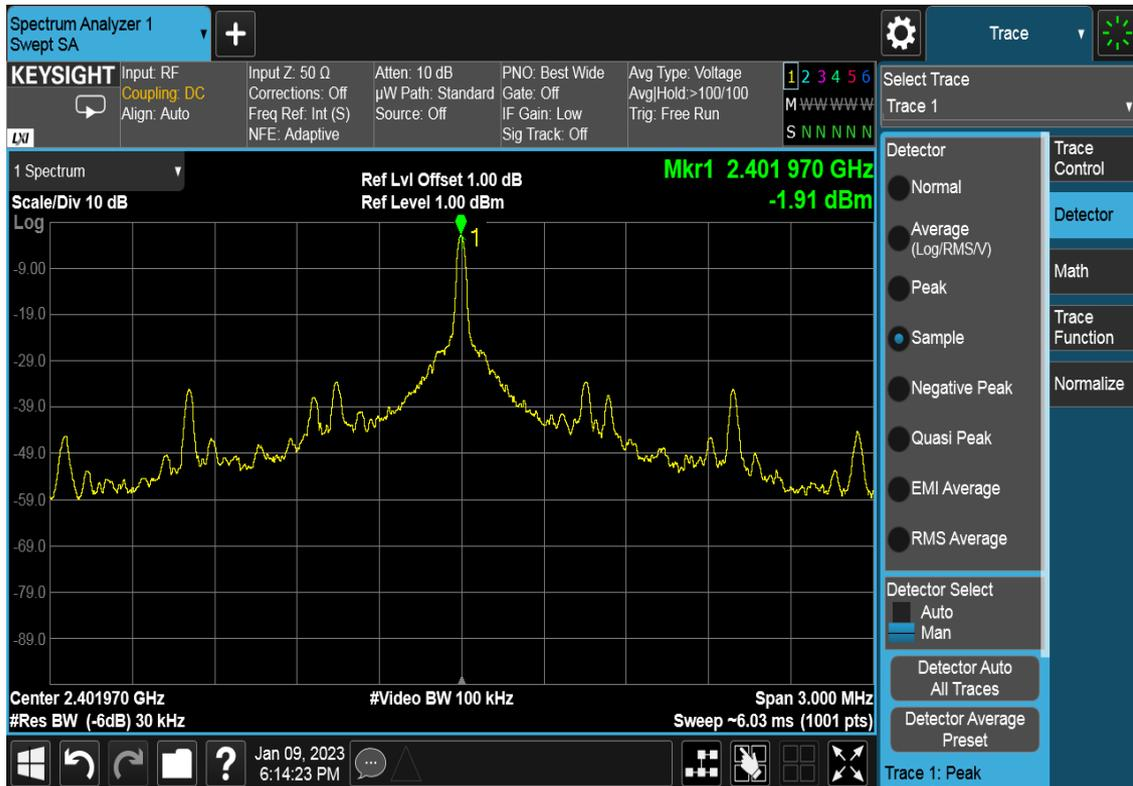 Spectrum Analyzer 1
Swept SA
+
Trace
KEYSIGHT
LXI
Input: RF
Coupling: DC
Align: Auto
Input Z: 50 Ω
Corrections: Off
Freq Ref: Int (S)
NFE: Adaptive
Atten: 10 dB
µW Path: Standard
Source: Off
PNO: Best Wide
Gate: Off
IF Gain: Low
Sig Track: Off
Avg Type: Voltage
Avg|Hold:>100/100
Trig: Free Run
1 2 3 4 5 6
M W W W W W
S N N N N N
Select Trace
Trace 1
1 Spectrum
Scale/Div 10 dB
Log
Ref Lvl Offset 1.00 dB
Ref Level 1.00 dBm
Mkr1 2.401 970 GHz
-1.91 dBm
1
-9.00
-19.0
-29.0
-39.0
-49.0
-59.0
-69.0
-79.0
-89.0
Center 2.401970 GHz
#Res BW (-6dB) 30 kHz
#Video BW 100 kHz
Span 3.000 MHz
Sweep ~6.03 ms (1001 pts)
Detector
Normal
Average
(Log/RMS/V)
Peak
Sample
Negative Peak
Quasi Peak
EMI Average
RMS Average
Detector Select
Auto
Man
Detector Auto
All Traces
Detector Average
Preset
Trace 1: Peak
Trace
Control
Detector
Math
Trace
Function
Normalize
?
Jan 09, 2023
6:14:23 PM